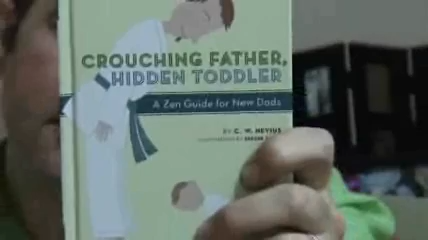 CROUCHING FATHER,
HIDDEN TODDLER
A Zen Guide for New Dads
BY C. W. NEVIUS